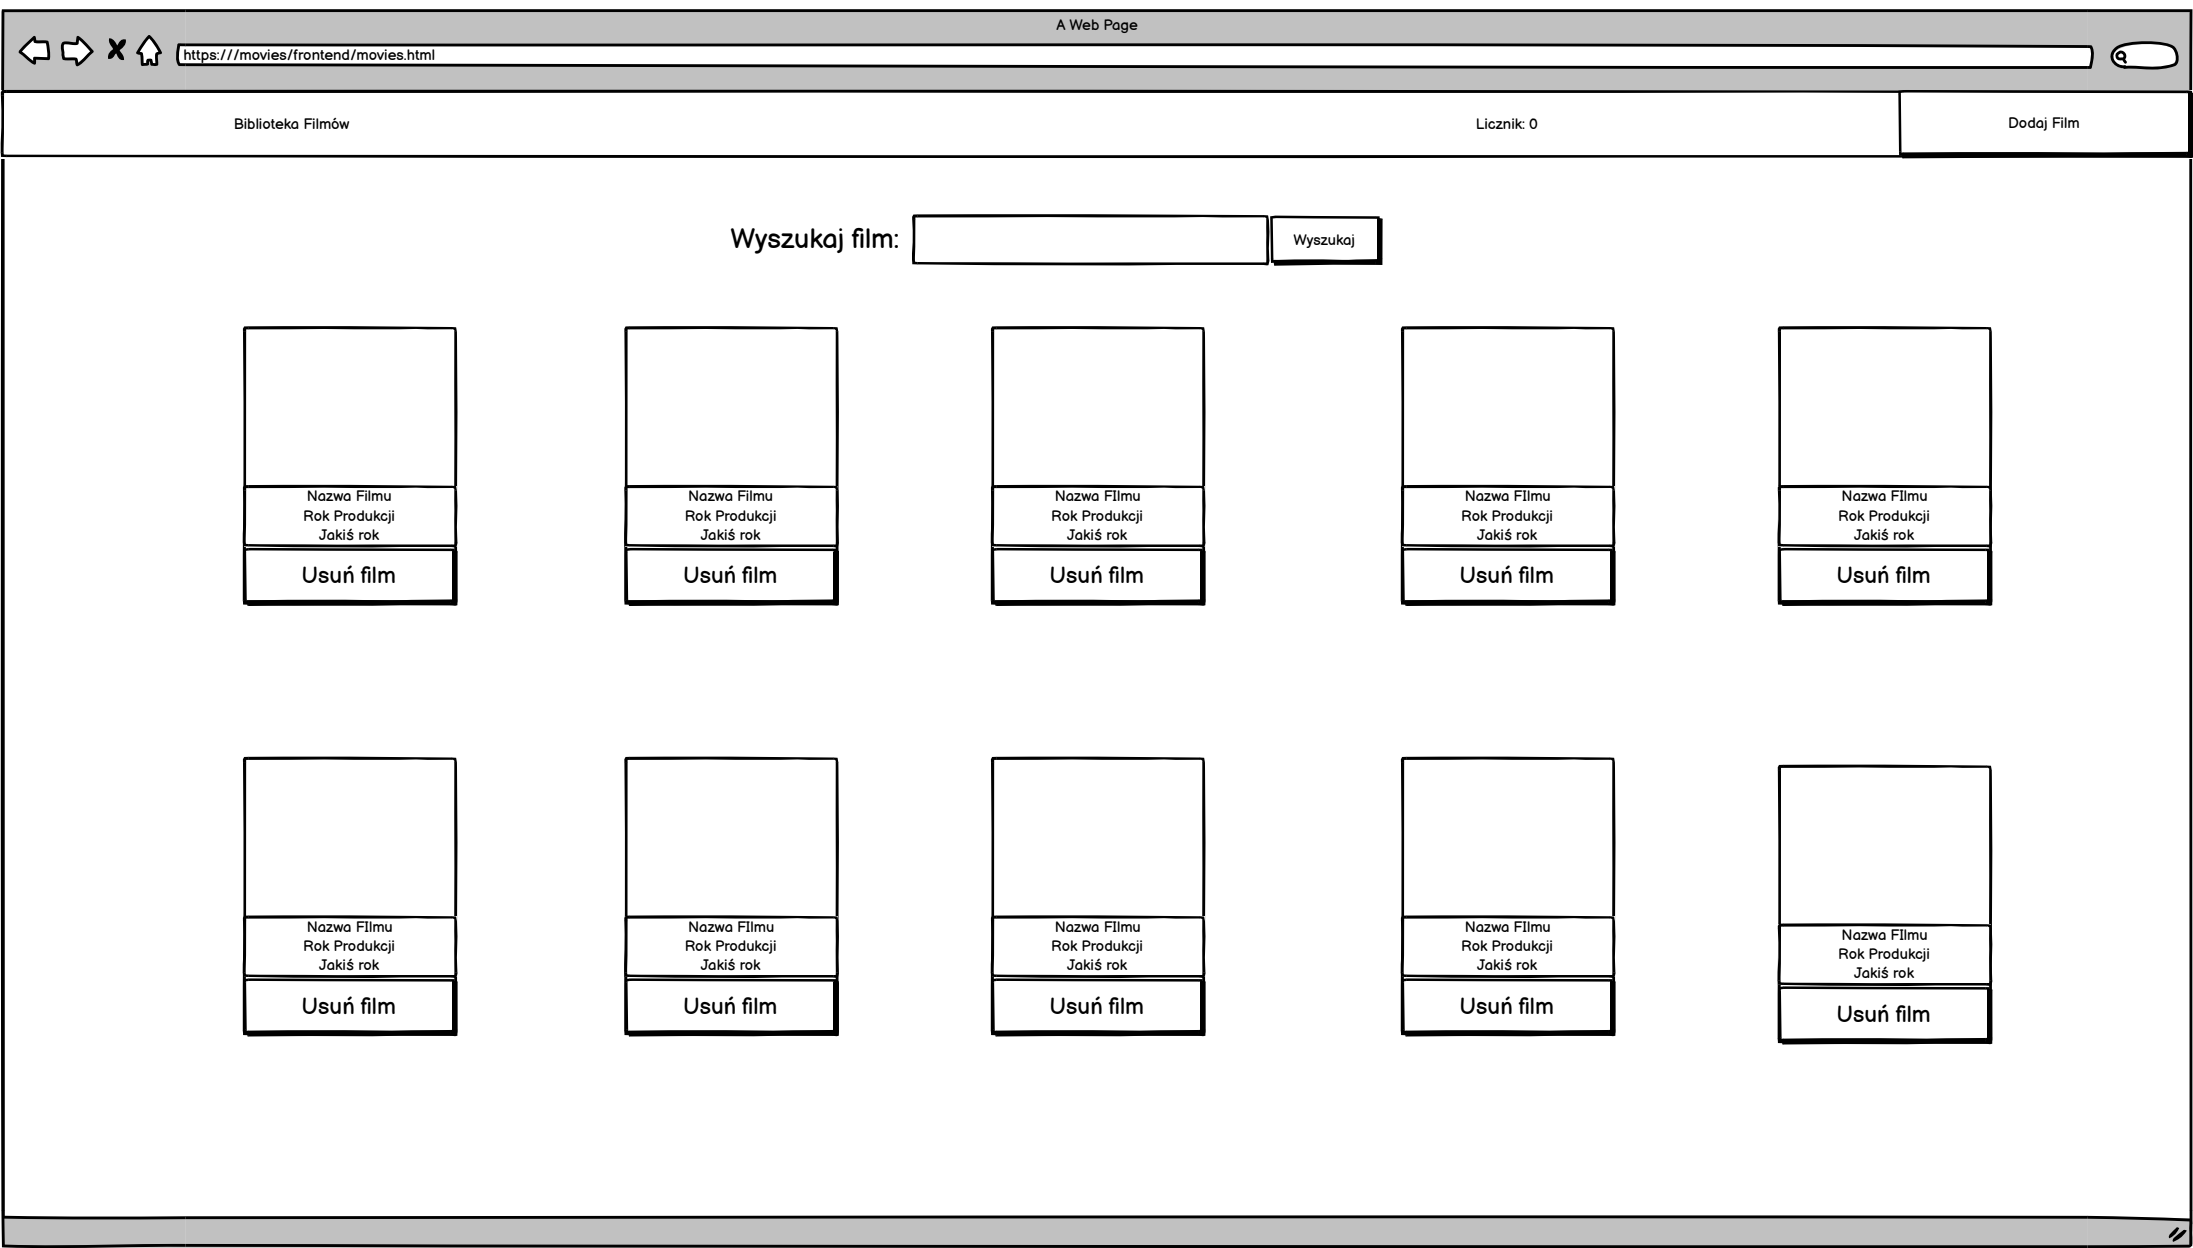 A Web Page
https:///movies/frontend/movies.html
Biblioteka Filmów
Licznik: 0
Dodaj Film
Wyszukaj film:
Wyszukaj
Nazwa Filmu
Rok Produkcji
Jakiś rok
Usuń film
Nazwa Filmu
Rok Produkcji
Jakiś rok
Usuń film
Nazwa FIlmu
Rok Produkcji
Jakiś rok
Usuń film
Nazwa FIlmu
Rok Produkcji
Jakiś rok
Usuń film
Nazwa FIlmu
Rok Produkcji
Jakiś rok
Usuń film
Nazwa FIlmu
Rok Produkcji
Jakiś rok
Usuń film
Nazwa FIlmu
Rok Produkcji
Jakiś rok
Usuń film
Nazwa FIlmu
Rok Produkcji
Jakiś rok
Usuń film
Nazwa FIlmu
Rok Produkcji
Jakiś rok
Usuń film
Nazwa FIlmu
Rok Produkcji
Jakiś rok
Usuń film